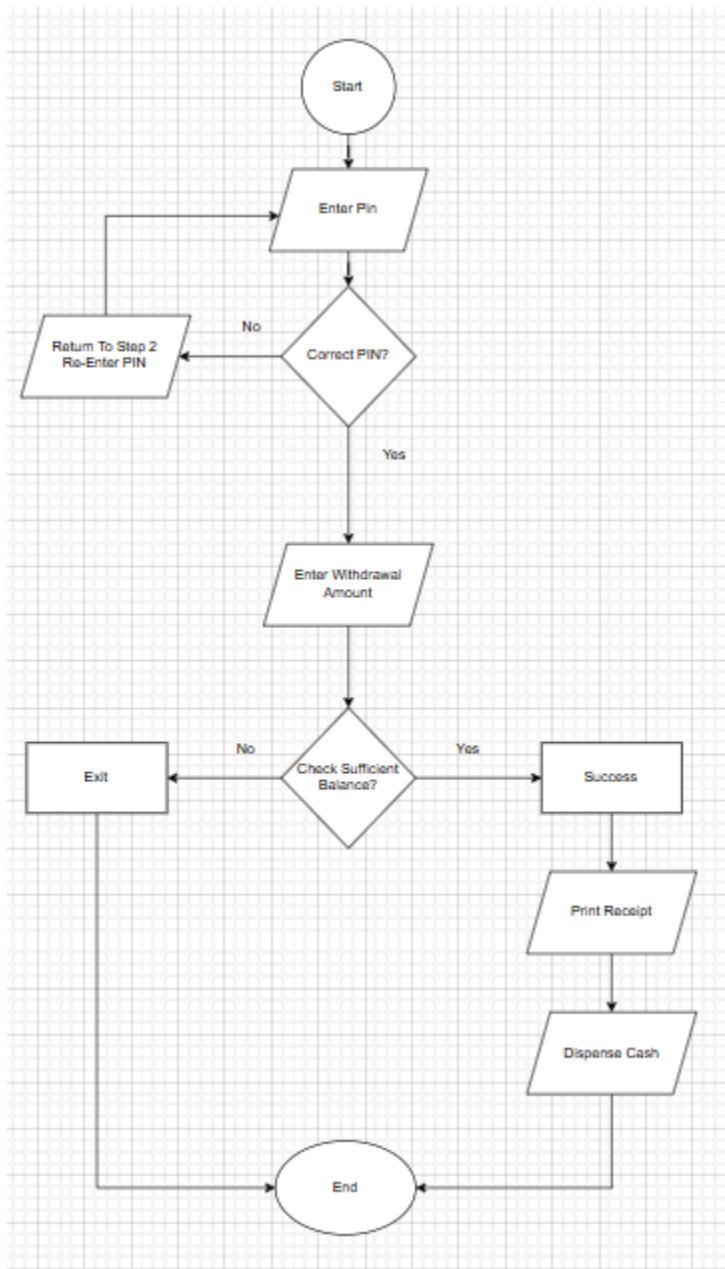 Start
Enter Pin
No
Return To Step 2
Re-Enter PIN
Correct PIN?
Yes
Enter Withdrawal
Amount
No
Yes
Exit
Check Sufficient
Balance?
Success
Print Receipt
Dispense Cash
End